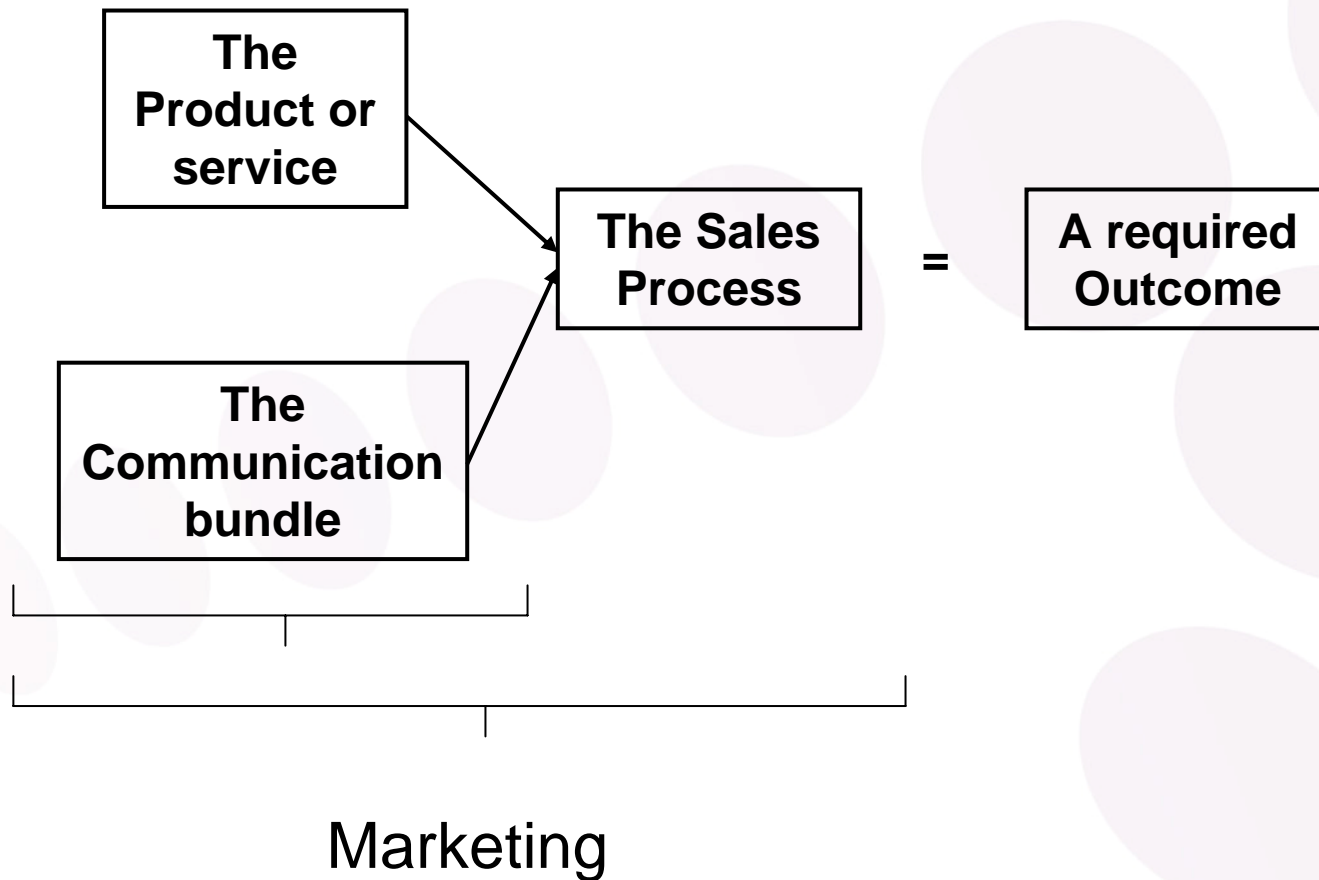 The
Product or
service
The Sales
Process
=
A required
Outcome
The
Communication
bundle
Marketing